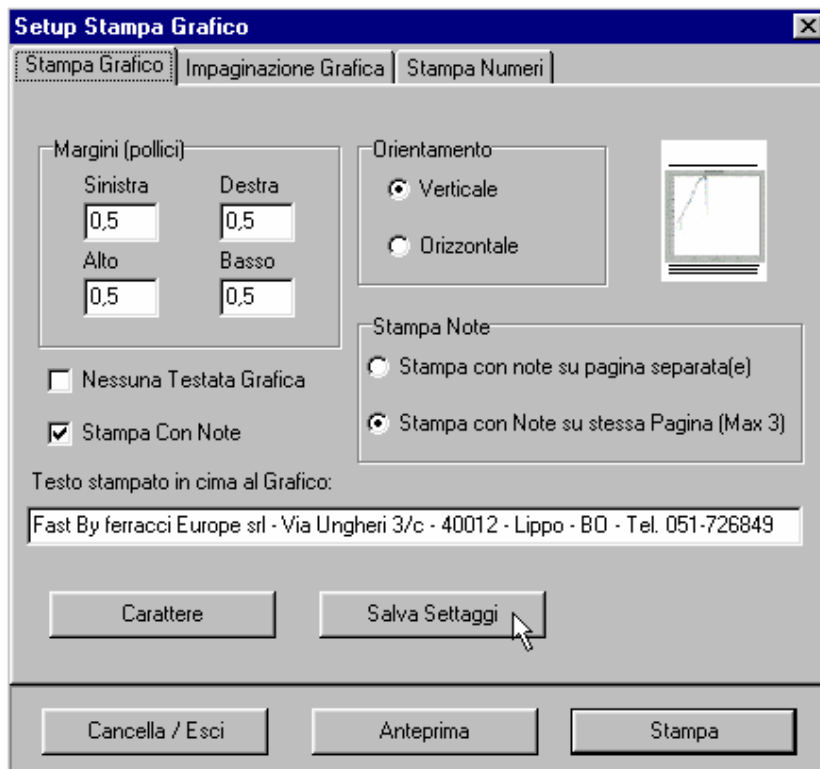 Setup Stampa Grafico
Stampa Grafico Impaginazione Grafica Stampa Numeri
Margini (pollici)
Sinistra Destra
0,5 0,5
Alto Basso
0,5 0,5
Orientamento
Verticale
Orizzontale
Stampa Note
Stampa con note su pagina separata(e)
Stampa con Note su stessa Pagina (Max 3)
Nessuna Testata Grafica
Stampa Con Note
Testo stampato in cima al Grafico:
Fast By ferracci Europe srl - Via Ungheri 3/c - 40012 - Lippo - BO - Tel. 051-726849
Carattere Salva Settaggi
Cancella / Esci Anteprima Stampa